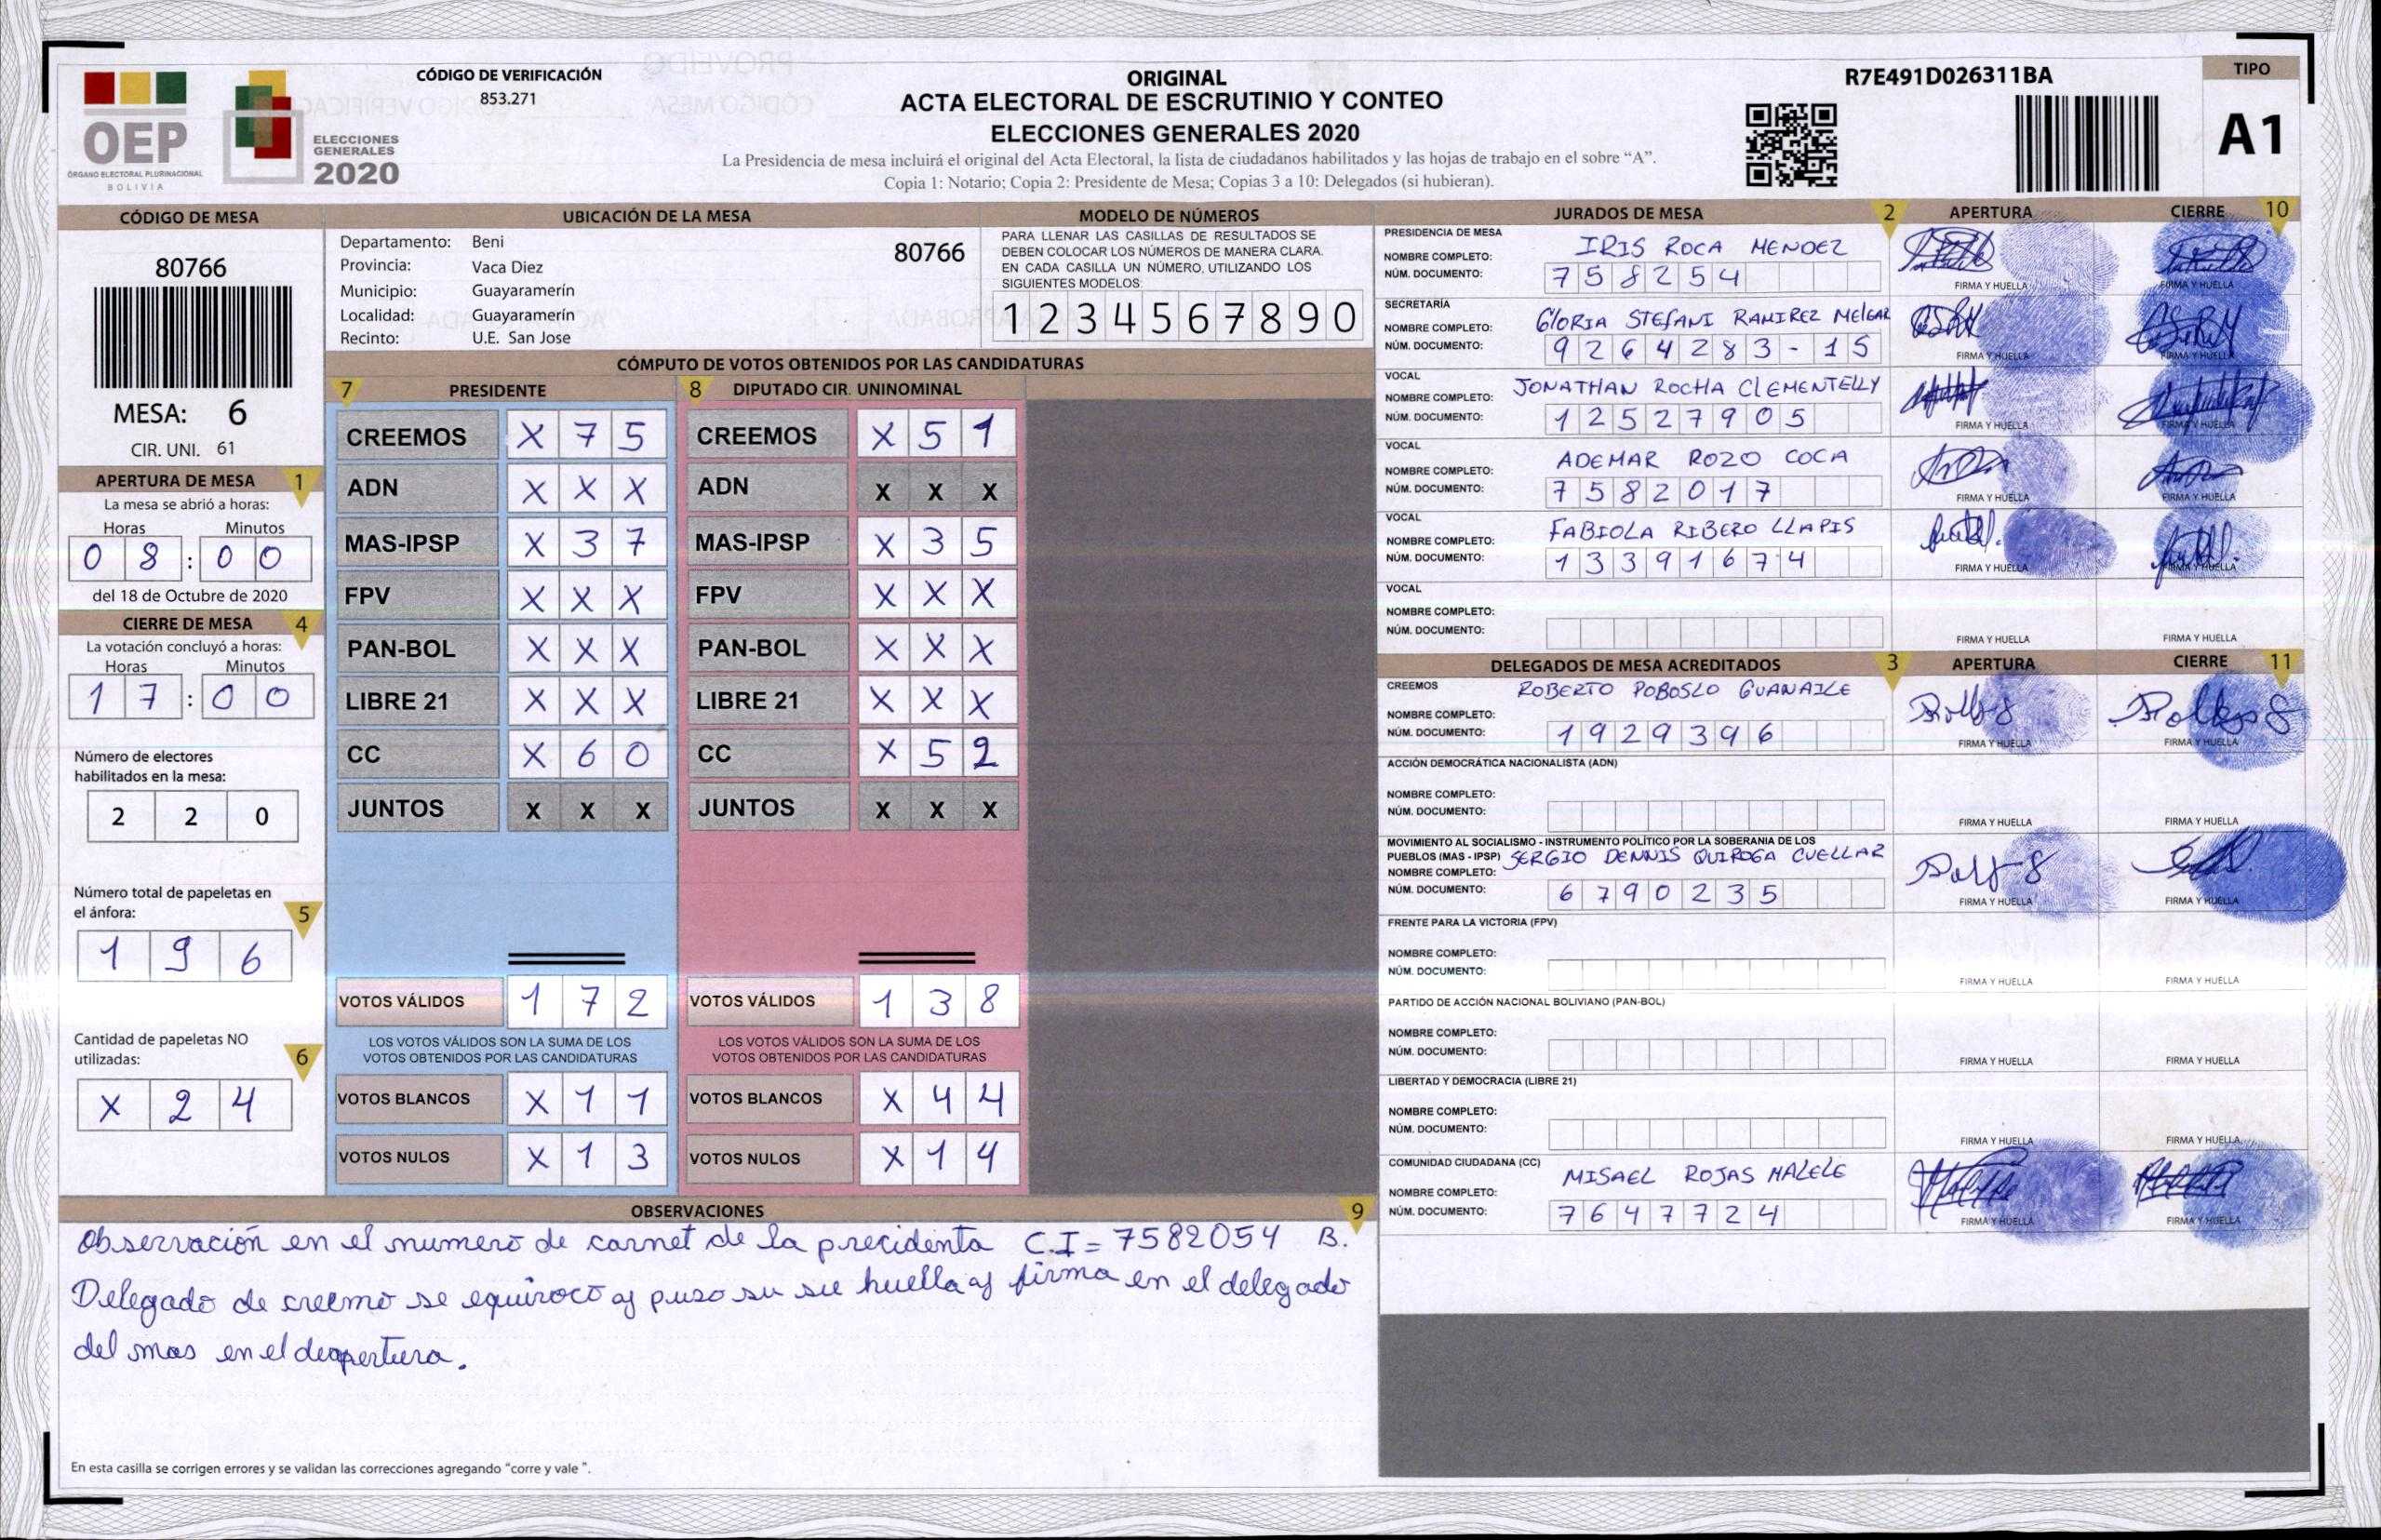 CÓDIGO DE VERIFICACIÓN
853.271
ORIGINAL
ACTA ELECTORAL DE ESCRUTINIO Y CONTEO
ELECCIONES GENERALES 2020
La Presidencia de mesa incluirá el original del Acta Electoral, la lista de ciudadanos habilitados y las hojas de trabajo en el sobre “A”.
Copia 1: Notario; Copia 2: Presidente de Mesa; Copias 3 a 10: Delegados (si hubieran).
R7E491D026311BA
TIPO
A1
OEP
ÓRGANO ELECTORAL PLURINACIONAL
BOLIVIA
ELECCIONES
GENERALES
2020
CÓDIGO DE MESA
80766
MESA: 6
CIR. UNI. 61
APERTURA DE MESA 1
La mesa se abrió a horas:
Horas Minutos
0 8 : 0 0
del 18 de Octubre de 2020
CIERRE DE MESA 4
La votación concluyó a horas:
Horas Minutos
1 7 : 0 0
Número de electores
habilitados en la mesa:
2 2 0
Número total de papeletas en
el ánfora: 5
1 9 6
Cantidad de papeletas NO
utilizadas: 6
X 2 4
UBICACIÓN DE LA MESA
Departamento: Beni 80766
Provincia: Vaca Diez
Municipio: Guayaramerín
Localidad: Guayaramerín
Recinto: U.E. San Jose
MODELO DE NÚMEROS
PARA LLENAR LAS CASILLAS DE RESULTADOS SE
DEBEN COLOCAR LOS NÚMEROS DE MANERA CLARA.
EN CADA CASILLA UN NÚMERO, UTILIZANDO LOS
SIGUIENTES MODELOS:
1 2 3 4 5 6 7 8 9 0
CÓMPUTO DE VOTOS OBTENIDOS POR LAS CANDIDATURAS
7 PRESIDENTE
CREEMOS X 7 5
ADN X X X
MAS-IPSP X 3 7
FPV X X X
PAN-BOL X X X
LIBRE 21 X X X
CC X 6 0
JUNTOS X X X
VOTOS VÁLIDOS 1 7 2
LOS VOTOS VÁLIDOS SON LA SUMA DE LOS
VOTOS OBTENIDOS POR LAS CANDIDATURAS
VOTOS BLANCOS X 1 1
VOTOS NULOS X 1 3
8 DIPUTADO CIR. UNINOMINAL
CREEMOS X 5 1
ADN X X X
MAS-IPSP X 3 5
FPV X X X
PAN-BOL X X X
LIBRE 21 X X X
CC X 5 2
JUNTOS X X X
VOTOS VÁLIDOS 1 3 8
LOS VOTOS VÁLIDOS SON LA SUMA DE LOS
VOTOS OBTENIDOS POR LAS CANDIDATURAS
VOTOS BLANCOS X 4 4
VOTOS NULOS X 1 4
OBSERVACIONES 9
Observación en el numero de carnet de la precidenta C.I= 7582054 B.
Delegado de creemo se equivoco y puso su su huella y firma en el delegado
del mas en el deapertura.
En esta casilla se corrigen errores y se validan las correcciones agregando “corre y vale ”.
JURADOS DE MESA 2 APERTURA CIERRE 10
PRESIDENCIA DE MESA
NOMBRE COMPLETO: IRIS ROCA MENDEZ
NÚM. DOCUMENTO: 7 5 8 2 5 4
FIRMA Y HUELLA FIRMA Y HUELLA
SECRETARÍA
NOMBRE COMPLETO: GlORIA STEFANI RAMIREZ MElGAR
NÚM. DOCUMENTO: 9 2 6 4 2 8 3 - 1 5
FIRMA Y HUELLA FIRMA Y HUELLA
VOCAL
NOMBRE COMPLETO: JONATHAN ROCHA ClEMENTELLY
NÚM. DOCUMENTO: 1 2 5 2 7 9 0 5
FIRMA Y HUELLA FIRMA Y HUELLA
VOCAL
NOMBRE COMPLETO: ADEMAR ROZO COCA
NÚM. DOCUMENTO: 7 5 8 2 0 1 7
FIRMA Y HUELLA FIRMA Y HUELLA
VOCAL
NOMBRE COMPLETO: FABIOLA RIBERO LLAPIS
NÚM. DOCUMENTO: 1 3 3 9 1 6 7 4
FIRMA Y HUELLA FIRMA Y HUELLA
VOCAL
NOMBRE COMPLETO:
NÚM. DOCUMENTO:
FIRMA Y HUELLA FIRMA Y HUELLA
DELEGADOS DE MESA ACREDITADOS 3 APERTURA CIERRE 11
CREEMOS
NOMBRE COMPLETO: ROBERTO POBOSLO GUANAILE
NÚM. DOCUMENTO: 1 9 2 9 3 9 6
FIRMA Y HUELLA FIRMA Y HUELLA
ACCIÓN DEMOCRÁTICA NACIONALISTA (ADN)
NOMBRE COMPLETO:
NÚM. DOCUMENTO:
FIRMA Y HUELLA FIRMA Y HUELLA
MOVIMIENTO AL SOCIALISMO - INSTRUMENTO POLÍTICO POR LA SOBERANIA DE LOS
PUEBLOS (MAS - IPSP) SERGIO DENNIS QUIROGA CUELLAR
NOMBRE COMPLETO:
NÚM. DOCUMENTO: 6 7 9 0 2 3 5
FIRMA Y HUELLA FIRMA Y HUELLA
FRENTE PARA LA VICTORIA (FPV)
NOMBRE COMPLETO:
NÚM. DOCUMENTO:
FIRMA Y HUELLA FIRMA Y HUELLA
PARTIDO DE ACCIÓN NACIONAL BOLIVIANO (PAN-BOL)
NOMBRE COMPLETO:
NÚM. DOCUMENTO:
FIRMA Y HUELLA FIRMA Y HUELLA
LIBERTAD Y DEMOCRACIA (LIBRE 21)
NOMBRE COMPLETO:
NÚM. DOCUMENTO:
FIRMA Y HUELLA FIRMA Y HUELLA
COMUNIDAD CIUDADANA (CC)
NOMBRE COMPLETO: MISAEL ROJAS MALELE
NÚM. DOCUMENTO: 7 6 4 7 7 2 4
FIRMA Y HUELLA FIRMA Y HUELLA